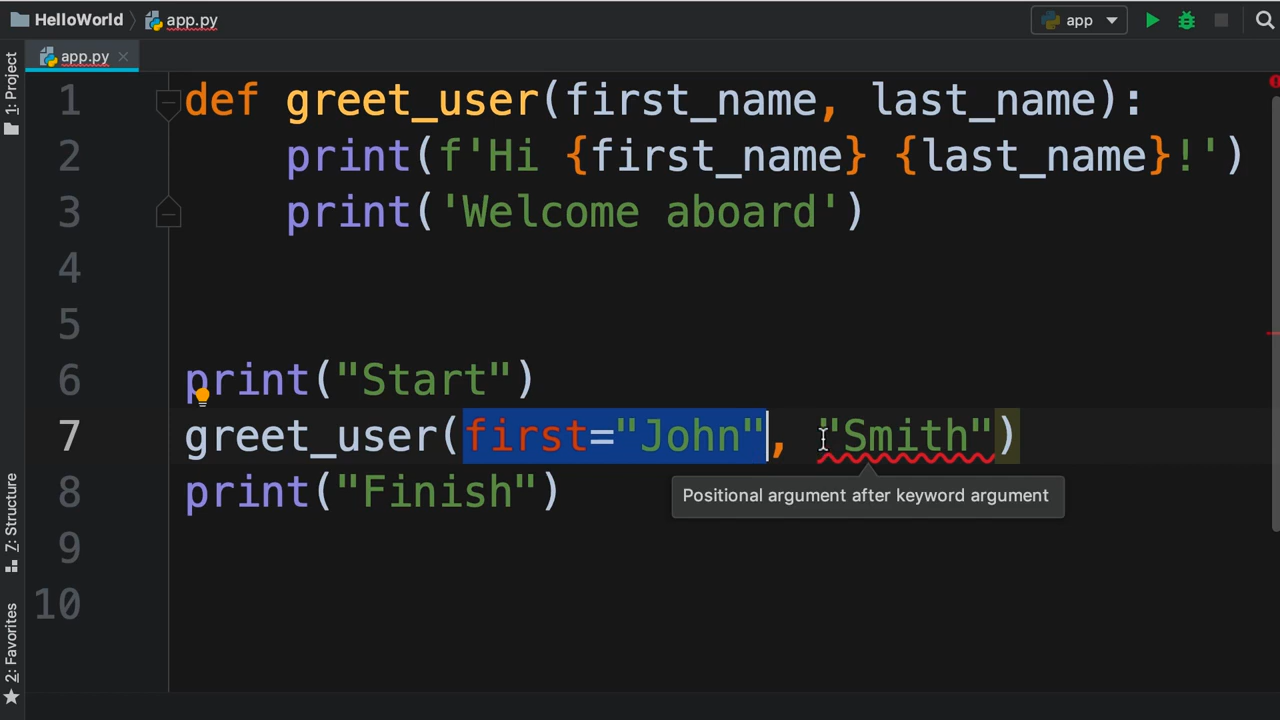 HelloWorld app.py app
app.py
1: Project
1 def greet_user(first_name, last_name):
2 print(f'Hi {first_name} {last_name}!')
3 print('Welcome aboard')
4
5
6 print("Start")
7 greet_user(first="John", "Smith")
8 print("Finish")
Positional argument after keyword argument
9
10
7: Structure
2: Favorites